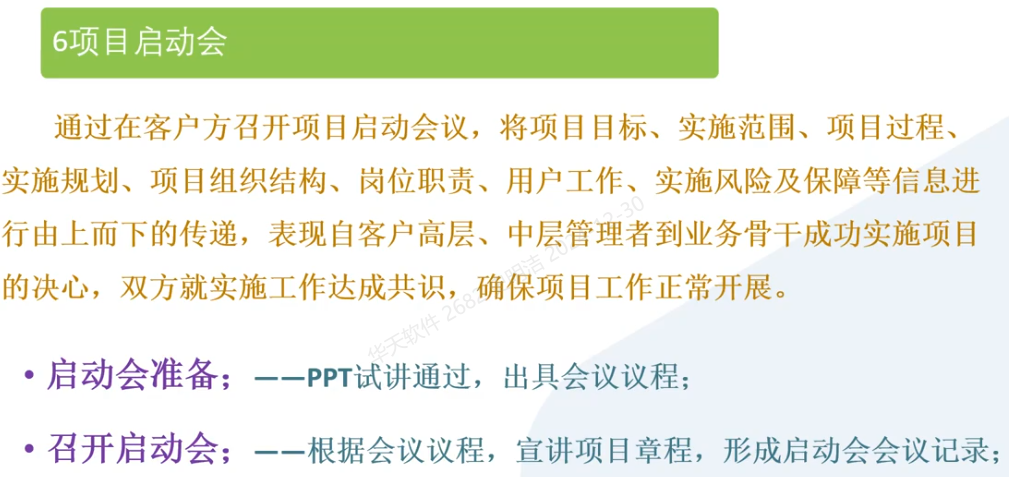 6项目启动会
通过在客户方召开项目启动会议，将项目目标、实施范围、项目过程、
实施规划、项目组织结构、岗位职责、用户工作、实施风险及保障等信息进
行由上而下的传递，表现自客户高层、中层管理者到业务骨干成功实施项目
的决心，双方就实施工作达成共识，确保项目工作正常开展。
• 启动会准备；——PPT试讲通过，出具会议议程；
• 召开启动会；——根据会议议程，宣讲项目章程，形成启动会会议记录；
华天软件